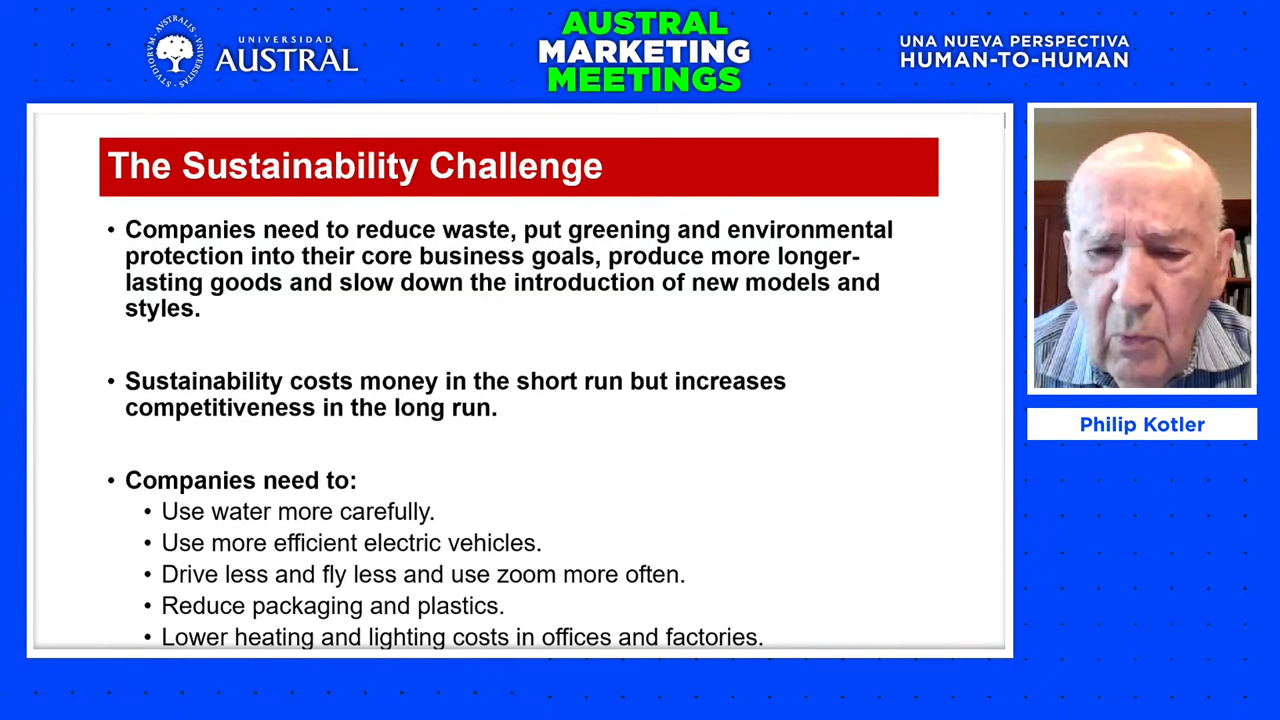 STUDIORVM · AVSTRALIS · VNIVERSITAS
UNIVERSIDAD
AUSTRAL
AUSTRAL
MARKETING
MEETINGS
UNA NUEVA PERSPECTIVA
HUMAN-TO-HUMAN
The Sustainability Challenge
• Companies need to reduce waste, put greening and environmental
protection into their core business goals, produce more longer-
lasting goods and slow down the introduction of new models and
styles.
• Sustainability costs money in the short run but increases
competitiveness in the long run.
• Companies need to:
• Use water more carefully.
• Use more efficient electric vehicles.
• Drive less and fly less and use zoom more often.
• Reduce packaging and plastics.
• Lower heating and lighting costs in offices and factories.
Philip Kotler